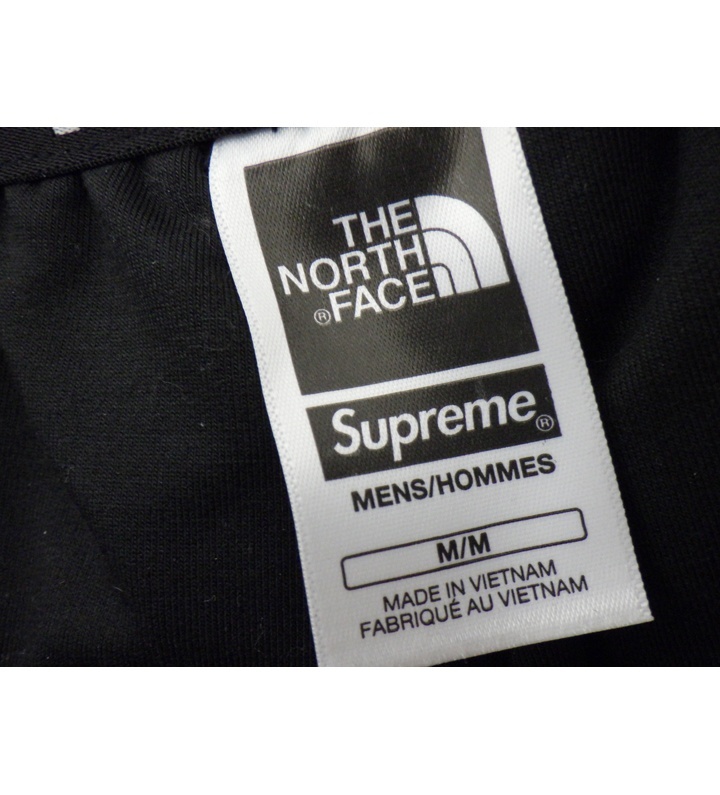 THE
NORTH
®FACE
Supreme®
MENS/HOMMES
M/M
MADE IN VIETNAM
FABRIQUÉ AU VIETNAM